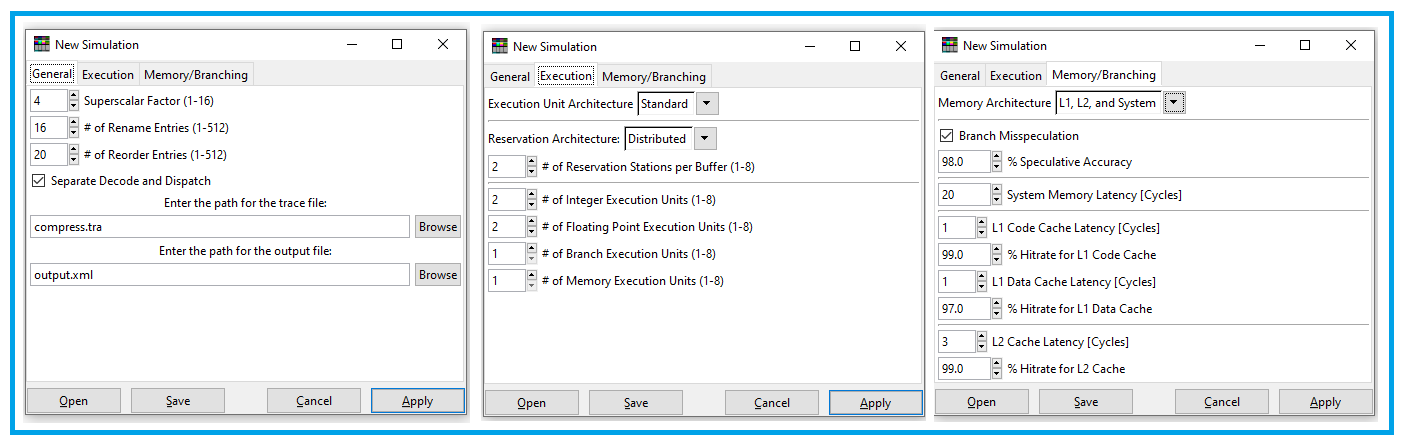 New Simulation
General Execution Memory/Branching
4 Superscalar Factor (1-16)
16 # of Rename Entries (1-512)
20 # of Reorder Entries (1-512)
Separate Decode and Dispatch
Enter the path for the trace file:
compress.tra Browse
Enter the path for the output file:
output.xml Browse
Open Save Cancel Apply
New Simulation
General Execution Memory/Branching
Execution Unit Architecture Standard
Reservation Architecture: Distributed
2 # of Reservation Stations per Buffer (1-8)
2 # of Integer Execution Units (1-8)
2 # of Floating Point Execution Units (1-8)
1 # of Branch Execution Units (1-8)
1 # of Memory Execution Units (1-8)
Open Save Cancel Apply
New Simulation
General Execution Memory/Branching
Memory Architecture L1, L2, and System
Branch Misspeculation
98.0 % Speculative Accuracy
20 System Memory Latency [Cycles]
1 L1 Code Cache Latency [Cycles]
99.0 % Hitrate for L1 Code Cache
1 L1 Data Cache Latency [Cycles]
97.0 % Hitrate for L1 Data Cache
3 L2 Cache Latency [Cycles]
99.0 % Hitrate for L2 Cache
Open Save Cancel Apply